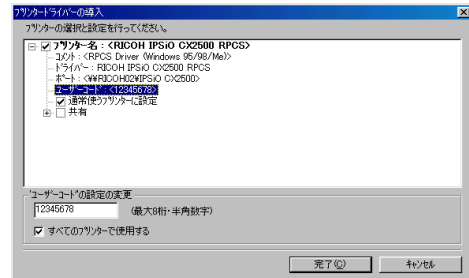 プリンタードライバーの導入
プリンターの選択と設定を行ってください。
プリンター名 : <RICOH IPSiO CX2500 RPCS>
コメント : <RPCS Driver (Windows 95/98/Me)>
ドライバー : RICOH IPSiO CX2500 RPCS
ポート : <¥¥RICOH02¥IPSiO CX2500>
ユーザーコード : <12345678>
通常使うプリンターに設定
共有
"ユーザーコード"の設定の変更
12345678
(最大8桁・半角数字)
すべてのプリンターで使用する
完了(C)
キャンセル